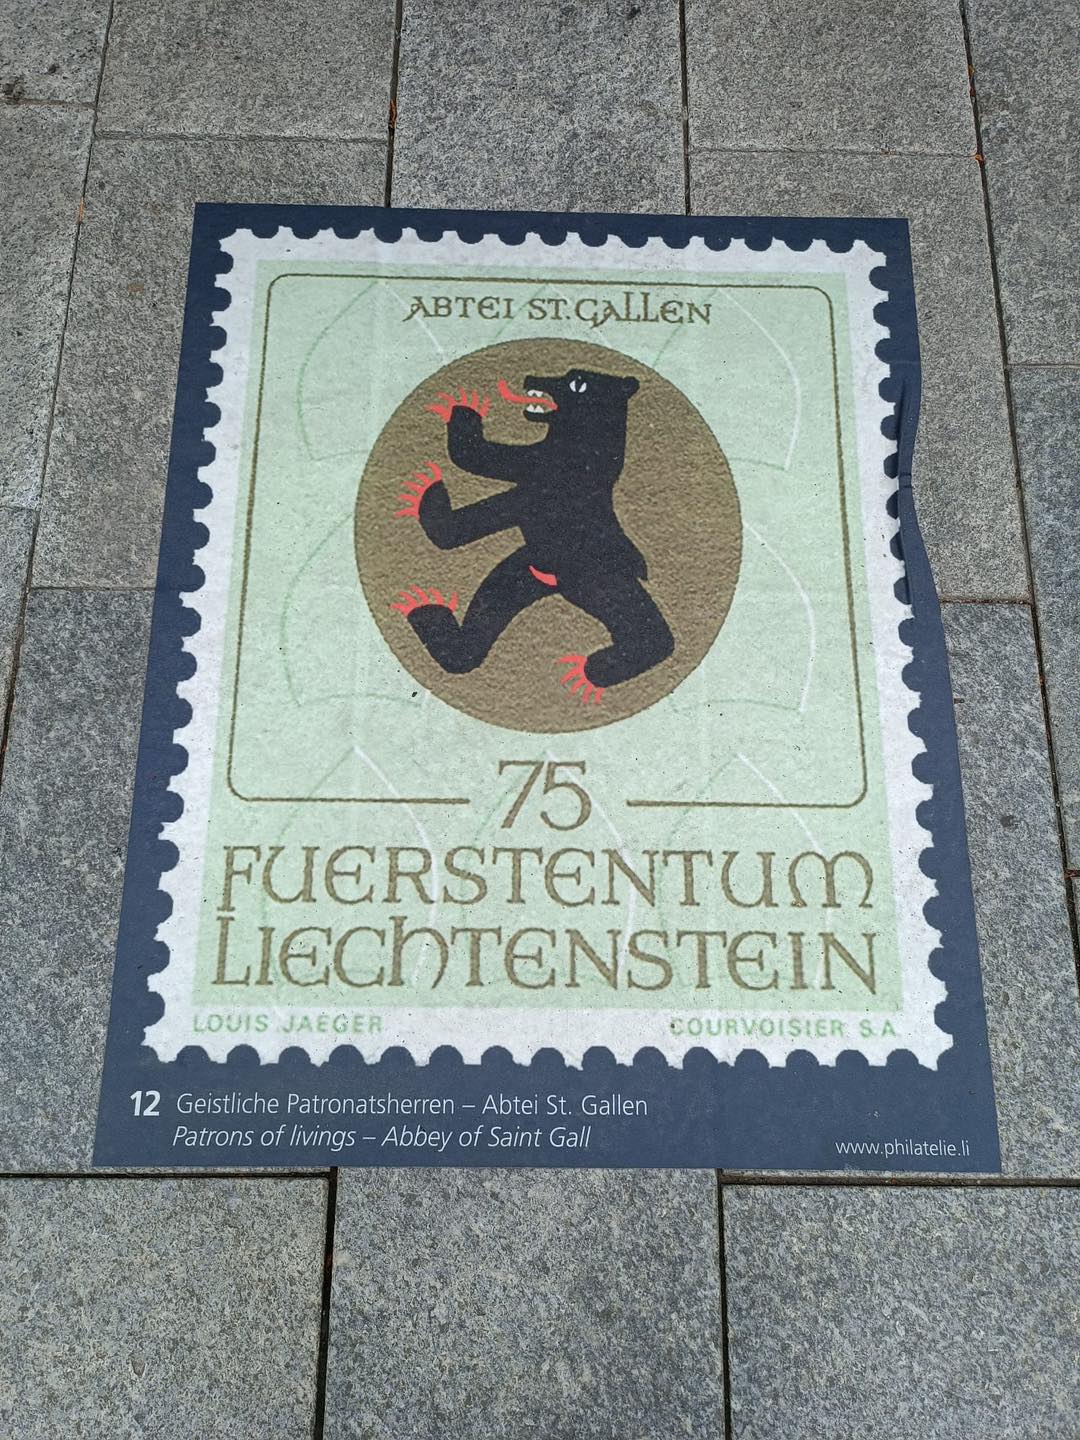 ABTEI ST. GALLEN
75
FUERSTENTUM
LIECHTENSTEIN
LOUIS JAEGER COURVOISIER S.A
12 Geistliche Patronatsherren – Abtei St. Gallen
Patrons of livings – Abbey of Saint Gall
www.philatelie.li